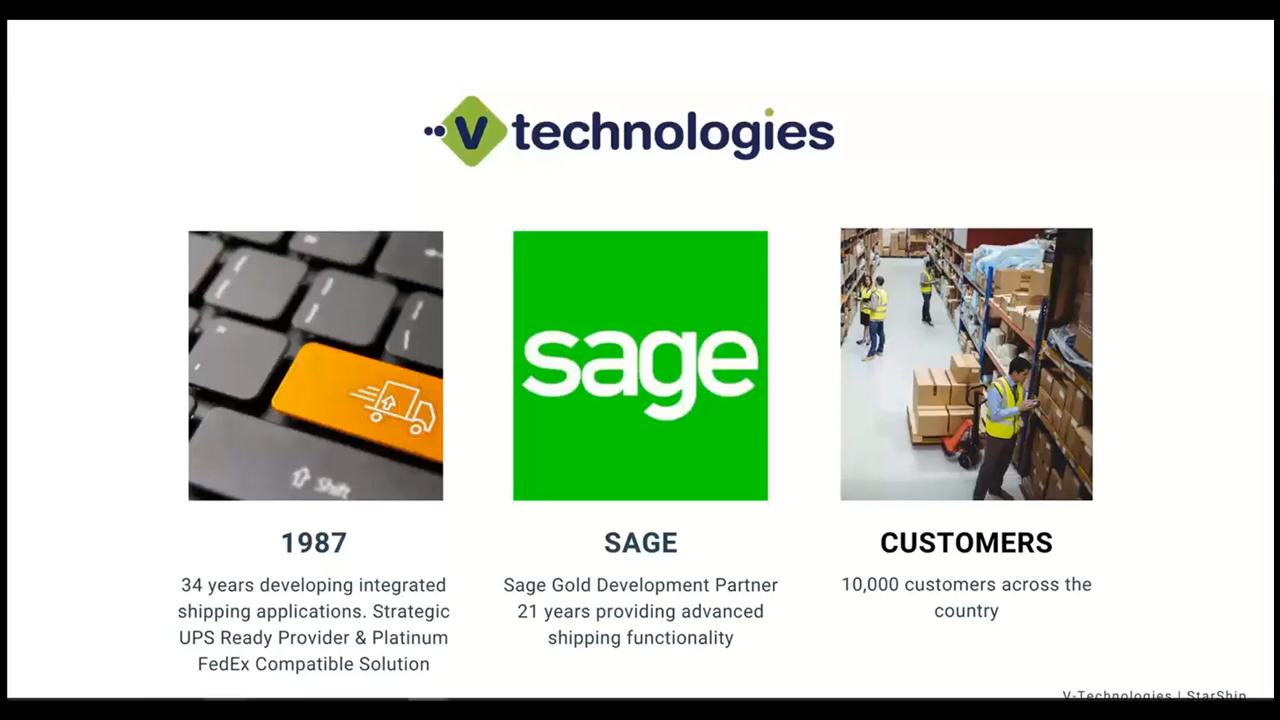 v technologies
Shift
sage
1987
34 years developing integrated
shipping applications. Strategic
UPS Ready Provider & Platinum
FedEx Compatible Solution
SAGE
Sage Gold Development Partner
21 years providing advanced
shipping functionality
CUSTOMERS
10,000 customers across the
country
V-Technologies | StarShip